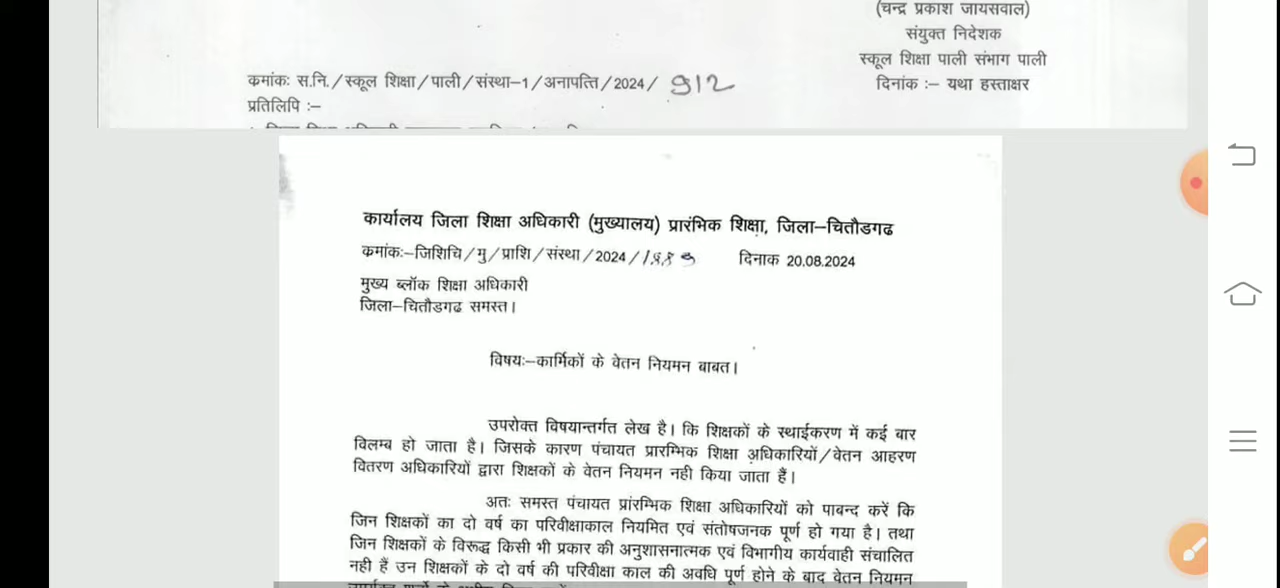 (चन्द्र प्रकाश जायसवाल)
संयुक्त निदेशक
स्कूल शिक्षा पाली संभाग पाली
दिनांक :– यथा हस्ताक्षर
कमांकः स.नि./स्कूल शिक्षा/पाली/संस्था–1/अनापत्ति/2024/ 912
प्रतिलिपि :–
कार्यालय जिला शिक्षा अधिकारी (मुख्यालय) प्रारंभिक शिक्षा, जिला–चितौडगढ
कमांकः–जिशिचि/मु/प्राशि/संस्था/2024/ दिनाक 20.08.2024
मुख्य ब्लॉक शिक्षा अधिकारी
जिला–चितौडगढ समस्त।
विषयः–कार्मिकों के वेतन नियमन बाबत।
उपरोक्त विषयान्तर्गत लेख है। कि शिक्षकों के स्थाईकरण में कई बार
विलम्ब हो जाता है। जिसके कारण पंचायत प्रारम्भिक शिक्षा अधिकारियों/वेतन आहरण
वितरण अधिकारियों द्वारा शिक्षकों के वेतन नियमन नही किया जाता हैं।
अतः समस्त पंचायत प्रांरम्भिक शिक्षा अधिकारियों को पाबन्द करें कि
जिन शिक्षकों का दो वर्ष का परिवीक्षाकाल नियमित एवं संतोषजनक पूर्ण हो गया है। तथा
जिन शिक्षकों के विरूद्ध किसी भी प्रकार की अनुशासनात्मक एवं विभागीय कार्यवाही संचालित
नही हैं उन शिक्षकों के दो वर्ष की परिवीक्षा काल की अवधि पूर्ण होने के बाद वेतन नियमन